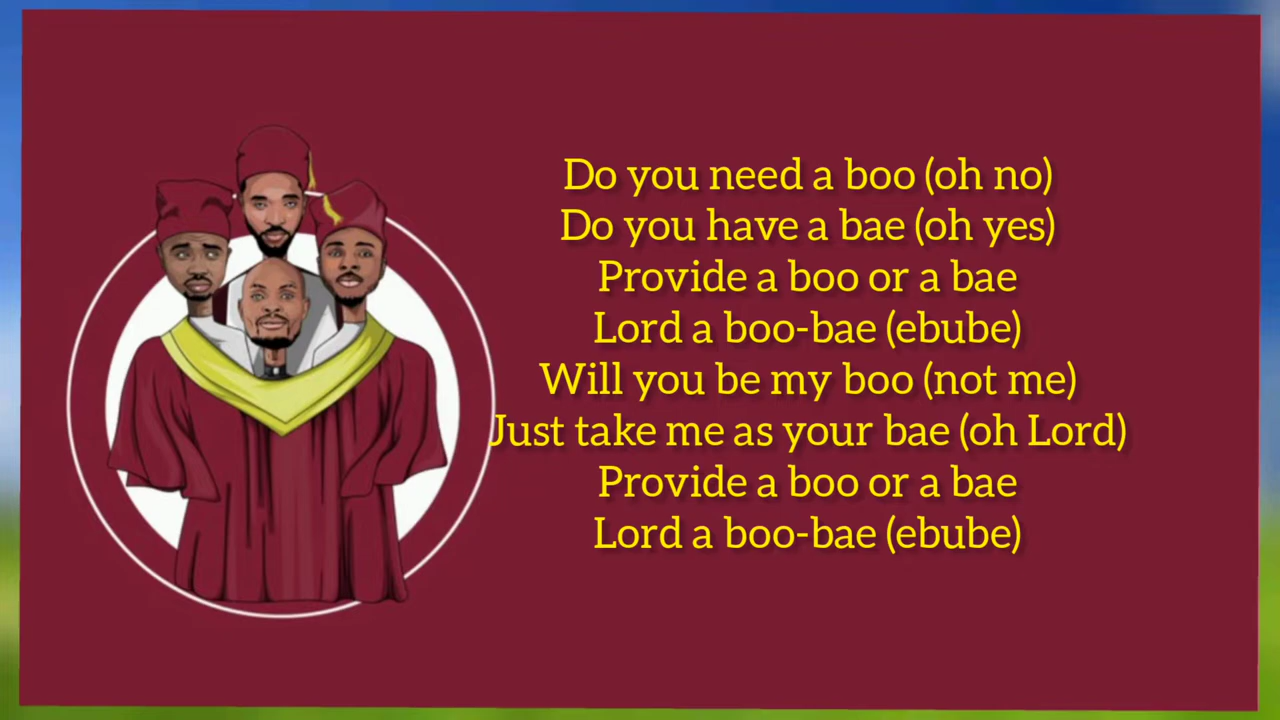 Do you need a boo (oh no)
Do you have a bae (oh yes)
Provide a boo or a bae
Lord a boo-bae (ebube)
Will you be my boo (not me)
Just take me as your bae (oh Lord)
Provide a boo or a bae
Lord a boo-bae (ebube)